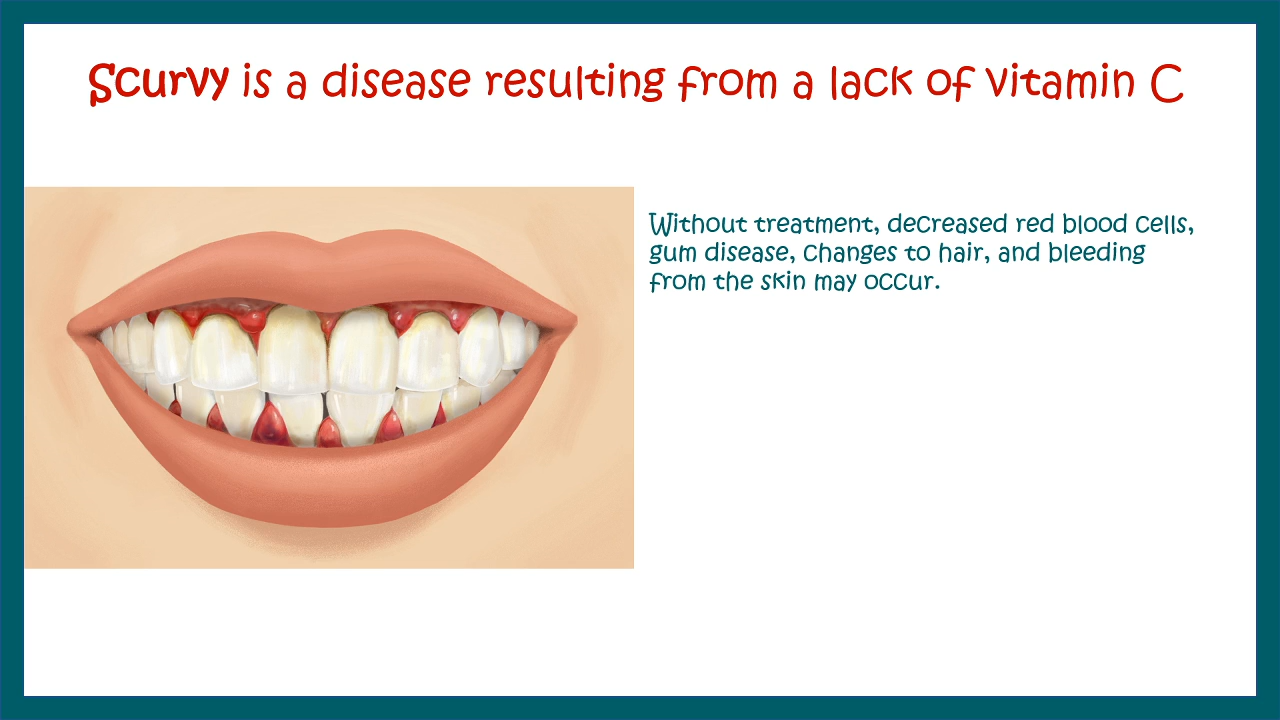 Scurvy is a disease resulting from a lack of vitamin C
Without treatment, decreased red blood cells,
gum disease, changes to hair, and bleeding
from the skin may occur.